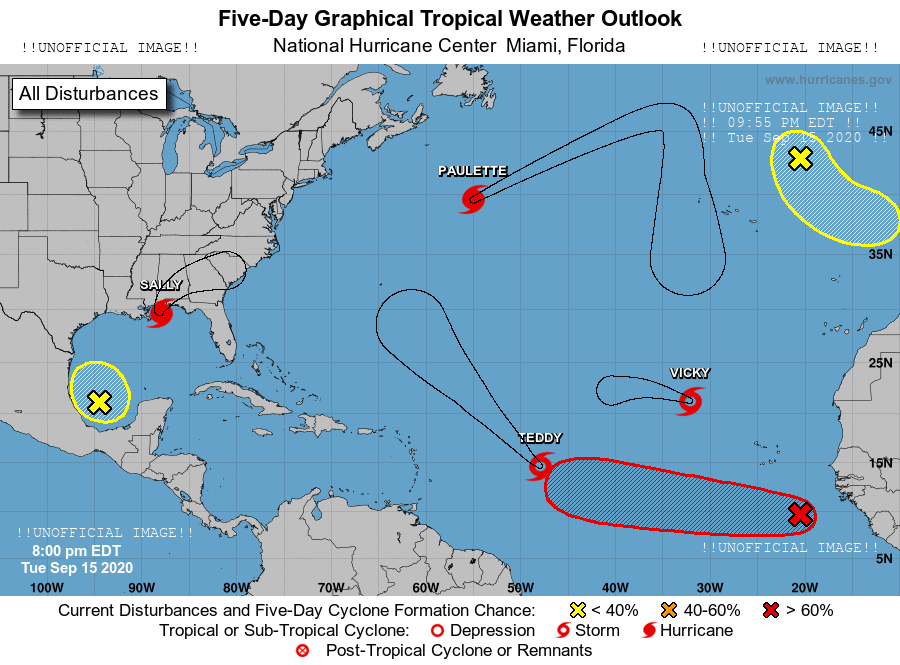 Five-Day Graphical Tropical Weather Outlook
!!UNOFFICIAL IMAGE!! National Hurricane Center Miami, Florida !!UNOFFICIAL IMAGE!!
www.hurricanes.gov
All Disturbances
!!UNOFFICIAL IMAGE!!
!! 09:55 PM EDT !!
!! Tue Sep 15 2020 !!
45N
PAULETTE
35N
SALLY
25N
VICKY
TEDDY
15N
!!UNOFFICIAL IMAGE!!
8:00 pm EDT
Tue Sep 15 2020
!!UNOFFICIAL IMAGE!!
5N
100W 90W 80W 70W 60W 50W 40W 30W 20W
Current Disturbances and Five-Day Cyclone Formation Chance: < 40% 40-60% > 60%
Tropical or Sub-Tropical Cyclone: Depression Storm Hurricane
Post-Tropical Cyclone or Remnants